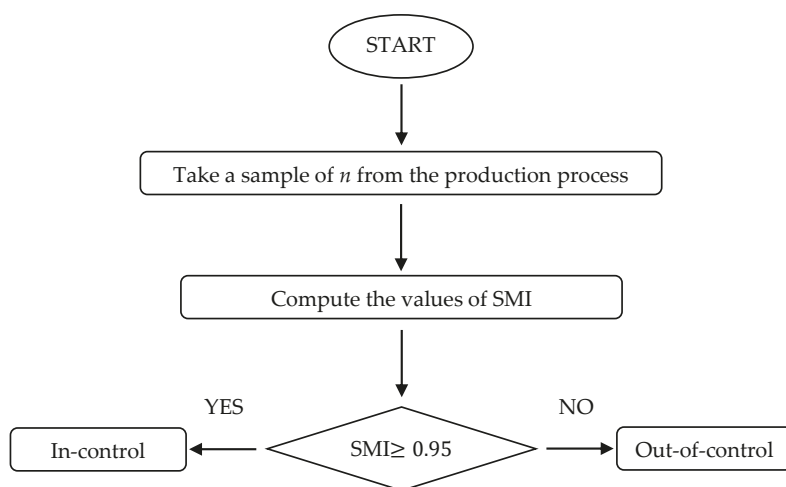 START
Take a sample of n from the production process
Compute the values of SMI
YES
NO
In-control
SMI≥ 0.95
Out-of-control